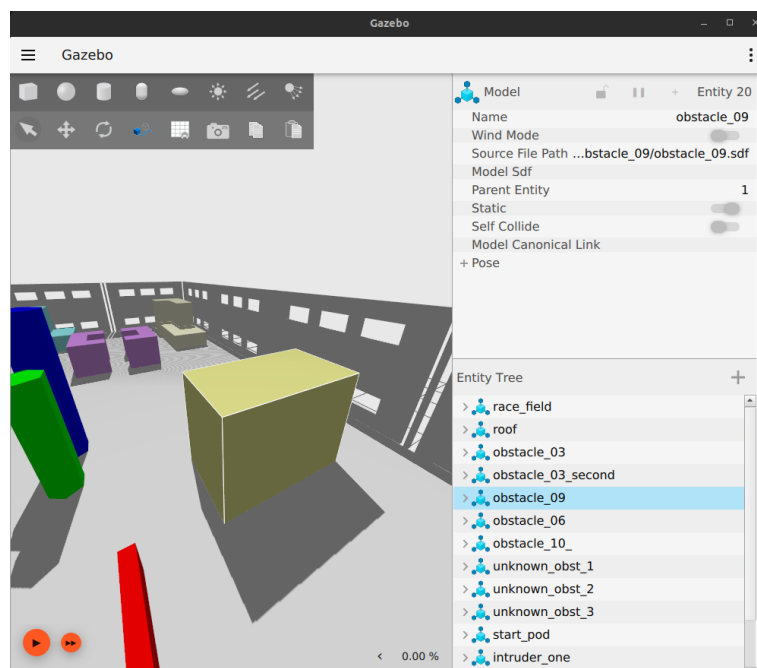 Gazebo
Gazebo
Model + Entity 20
Name obstacle_09
Wind Mode
Source File Path ...bstacle_09/obstacle_09.sdf
Model Sdf
Parent Entity 1
Static
Self Collide
Model Canonical Link
+ Pose
Entity Tree +
> race_field
> roof
> obstacle_03
> obstacle_03_second
> obstacle_09
> obstacle_06
> obstacle_10_
> unknown_obst_1
> unknown_obst_2
> unknown_obst_3
> start_pod
> intruder_one
< 0.00 %